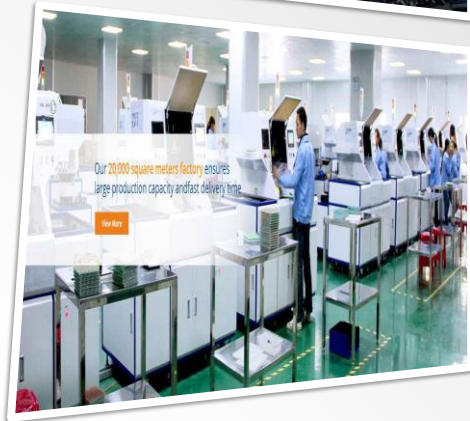 Our 20,000 square meters factory ensures
large production capacity andfast delivery time
View More